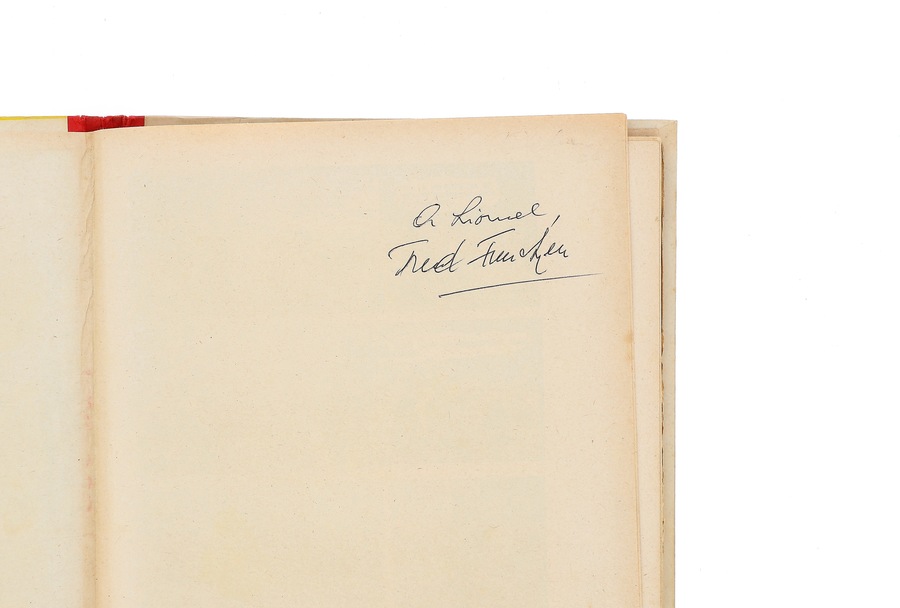 A Lionel,
Fred Funcken